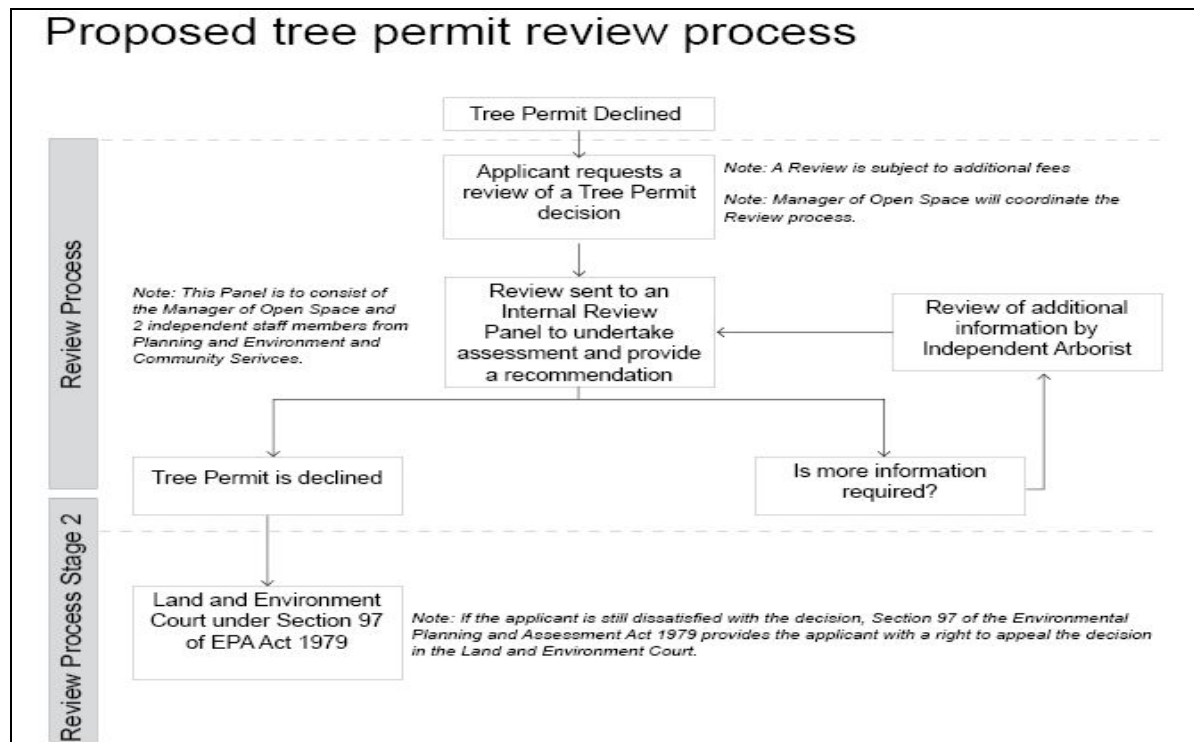 Proposed tree permit review process
Tree Permit Declined
Review Process
Applicant requests a
review of a Tree Permit
decision
Note: A Review is subject to additional fees
Note: Manager of Open Space will coordinate the
Review process.
Note: This Panel is to consist of
the Manager of Open Space and
2 independent staff members from
Planning and Environment and
Community Serivces.
Review sent to an
Internal Review
Panel to undertake
assessment and provide
a recommendation
Review of additional
information by
Independent Arborist
Tree Permit is declined
Is more information
required?
Review Process Stage 2
Land and Environment
Court under Section 97
of EPA Act 1979
Note: If the applicant is still dissatisfied with the decision, Section 97 of the Environmental
Planning and Assessment Act 1979 provides the applicant with a right to appeal the decision
in the Land and Environment Court.